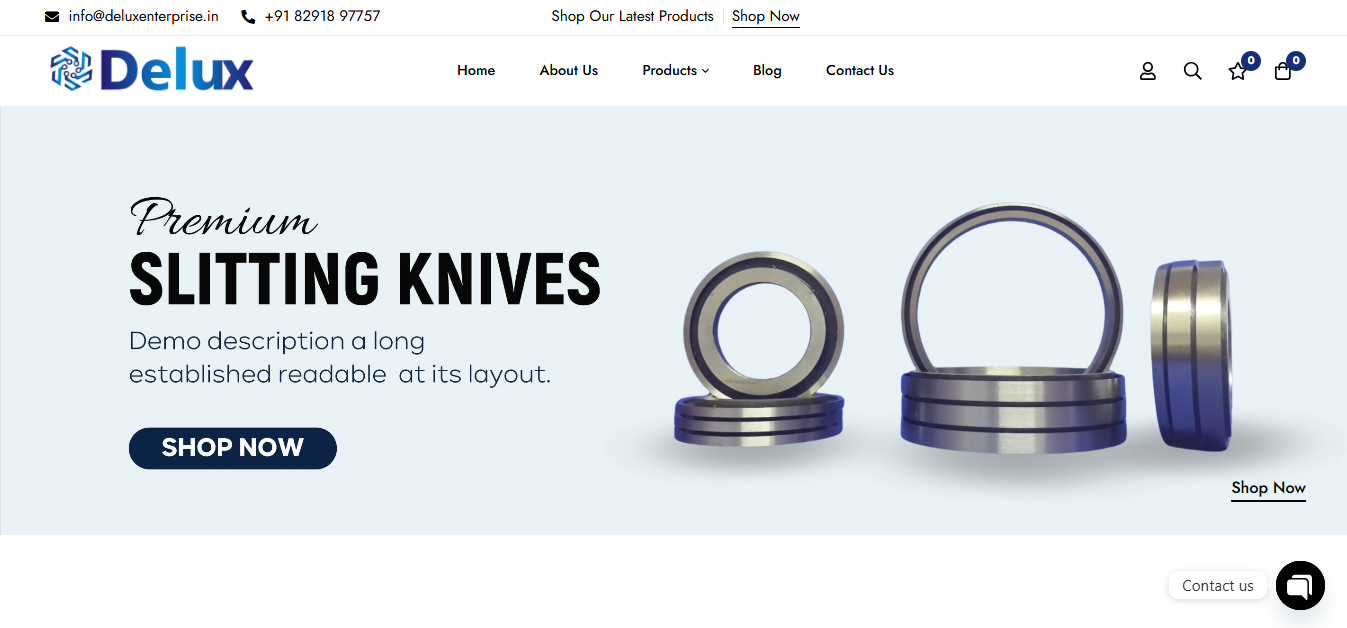 info@deluxenterprise.in +91 82918 97757 Shop Our Latest Products Shop Now
Delux Home About Us Products Blog Contact Us 0 0
Premium
SLITTING KNIVES
Demo description a long
established readable at its layout.
SHOP NOW
Shop Now
Contact us